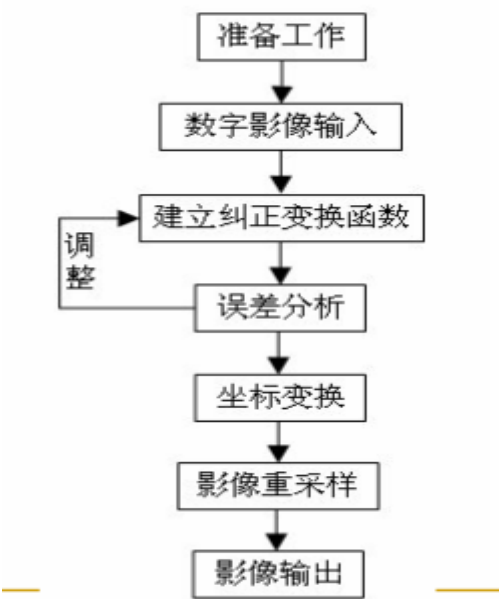 准备工作
数字影像输入
建立纠正变换函数
调
整
误差分析
坐标变换
影像重采样
影像输出